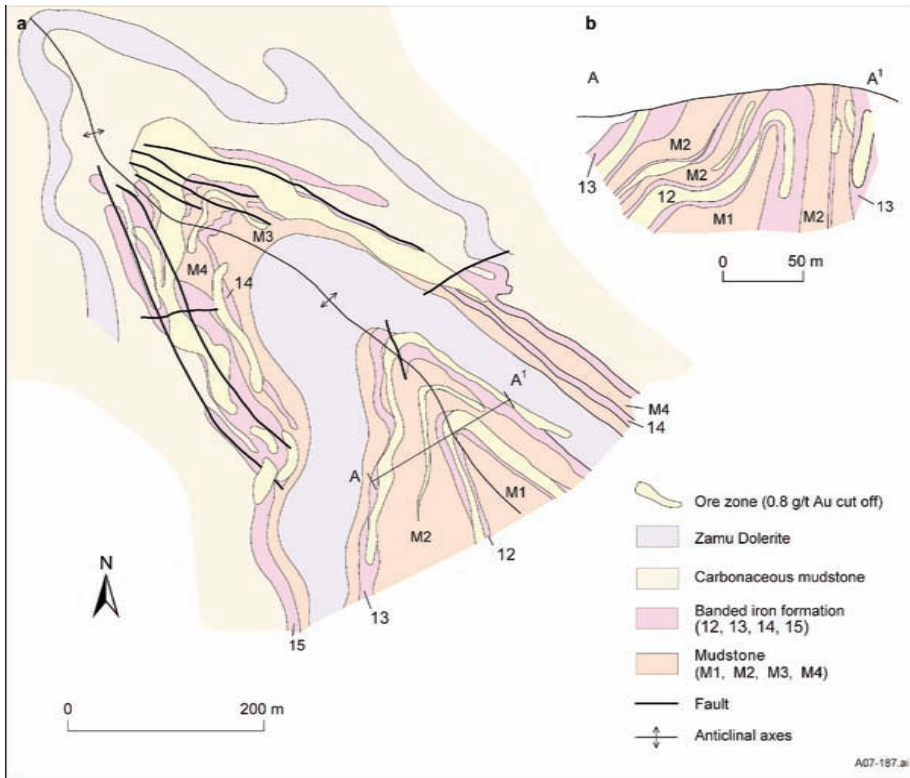 a
b
A
A¹
M2
M2
13
12
M1
M2
13
0 50 m
M3
M4
14
A¹
A
M4
14
M1
M2
12
13
15
N
0 200 m
Ore zone (0.8 g/t Au cut off)
Zamu Dolerite
Carbonaceous mudstone
Banded iron formation
(12, 13, 14, 15)
Mudstone
(M1, M2, M3, M4)
Fault
Anticlinal axes
A07-187.ai